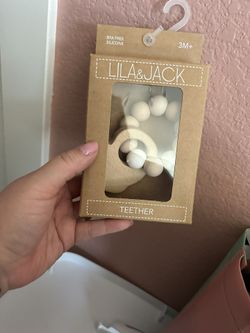 BPA FREE
SILICONE
3M+
LILA&JACK
TEETHER